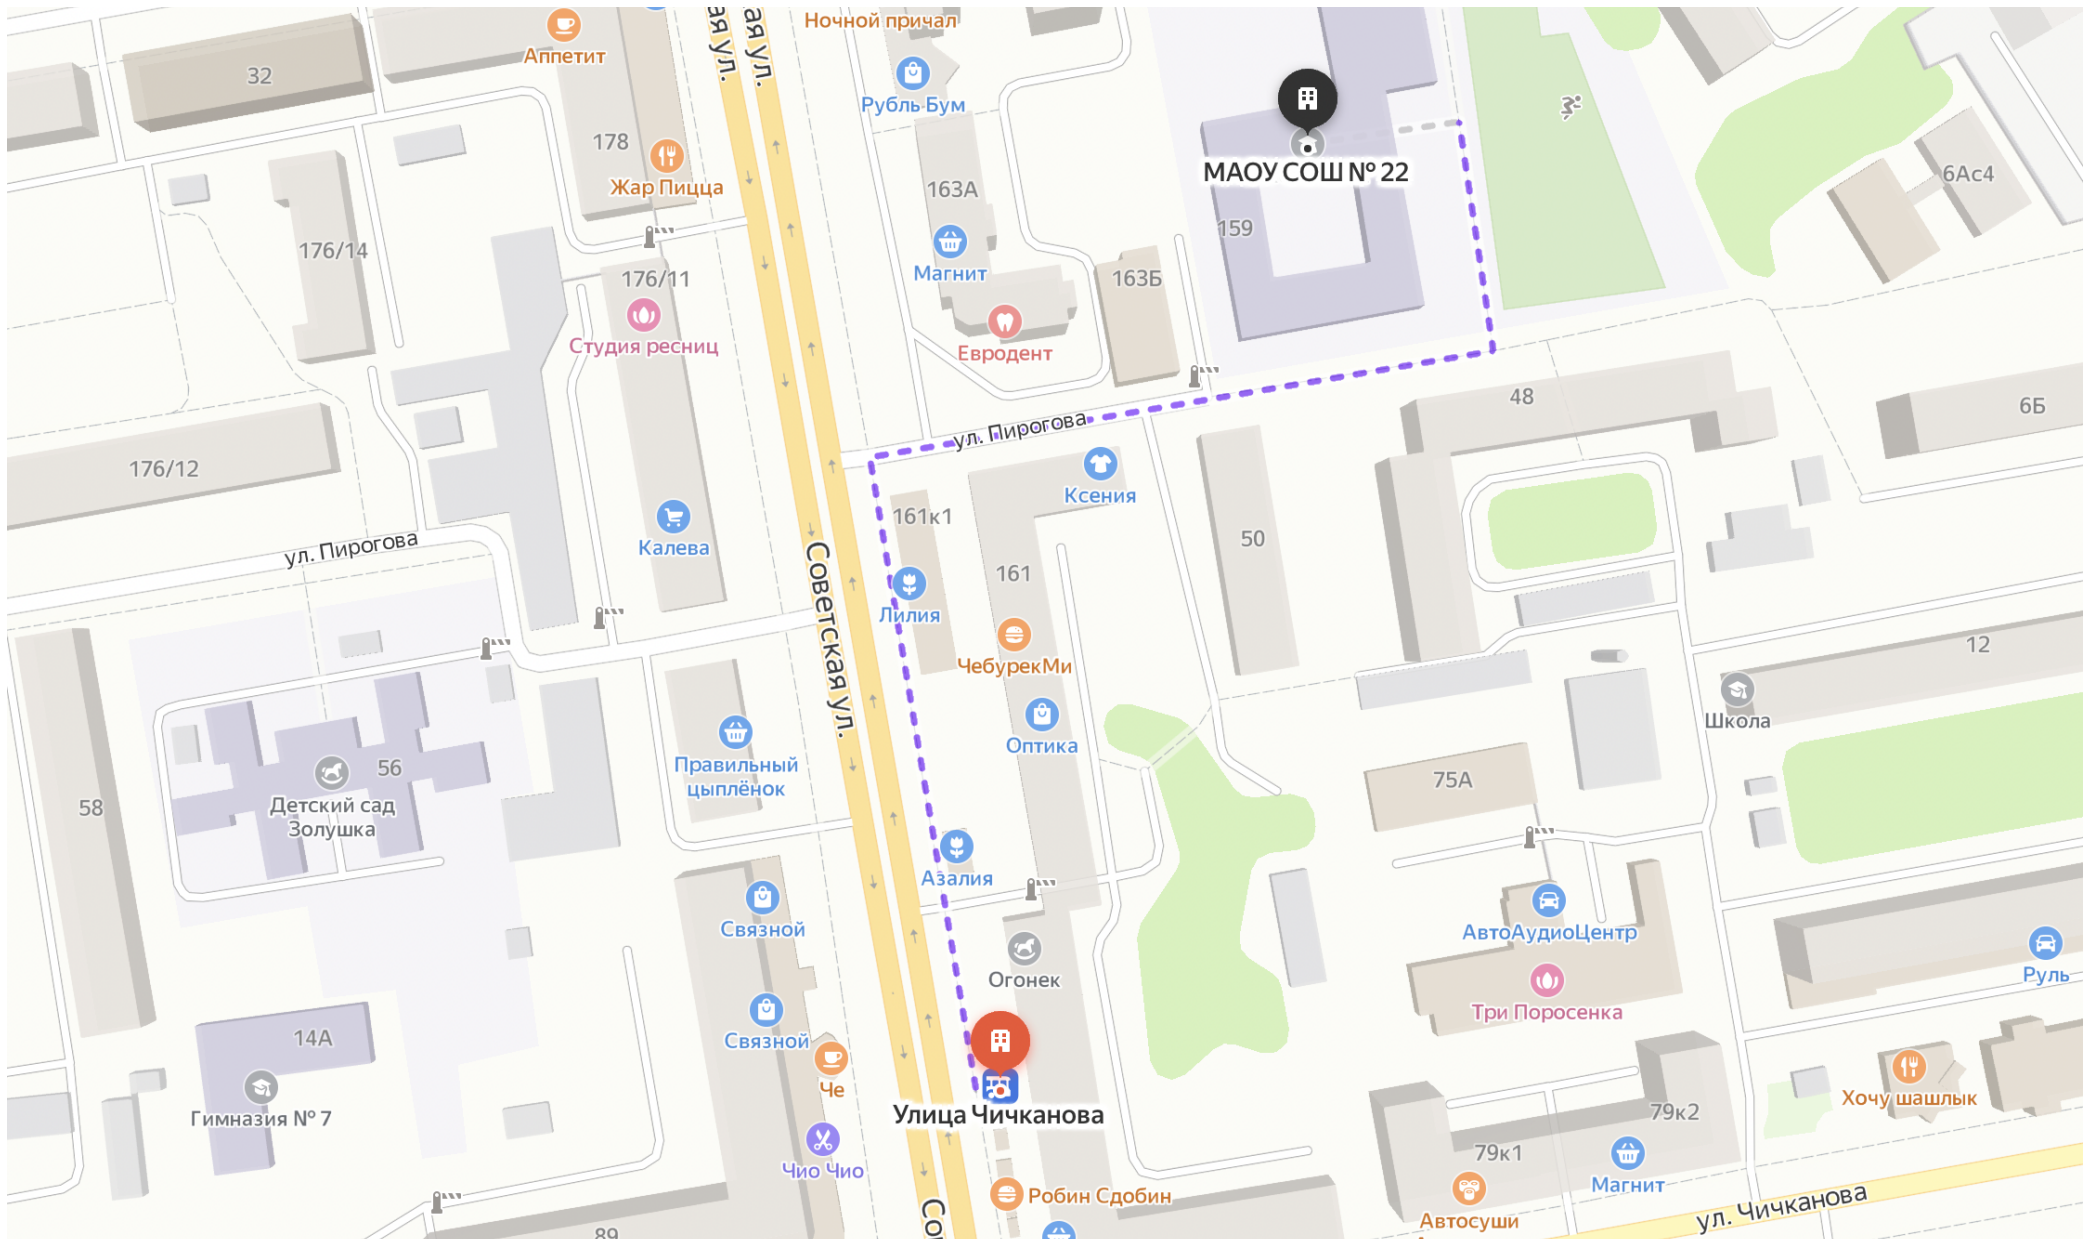 Ночной причал
Аппетит
32
Рубль Бум
178
Жар Пицца
МАОУ СОШ № 22
6Ас4
163А
159
176/14
Магнит
163Б
176/11
Студия ресниц
Евродент
48
6Б
ул. Пирогова
176/12
Ксения
161к1
50
ул. Пирогова
Калева
161
Советская ул.
Лилия
12
ЧебурекМи
Школа
Оптика
Правильный
цыплёнок
56
75А
Детский сад
Золушка
58
Азалия
Связной
АвтоАудиоЦентр
Огонек
Руль
Три Поросенка
14А
Связной
Че
Хочу шашлык
79к2
Улица Чичканова
Гимназия № 7
79к1
Чио Чио
Магнит
Робин Сдобин
ул. Чичканова
Автосуши
89